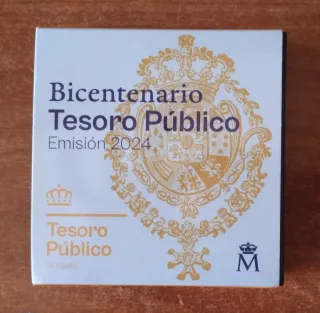 Bicentenario
Tesoro Público
Emisión 2024
Tesoro
Público
M